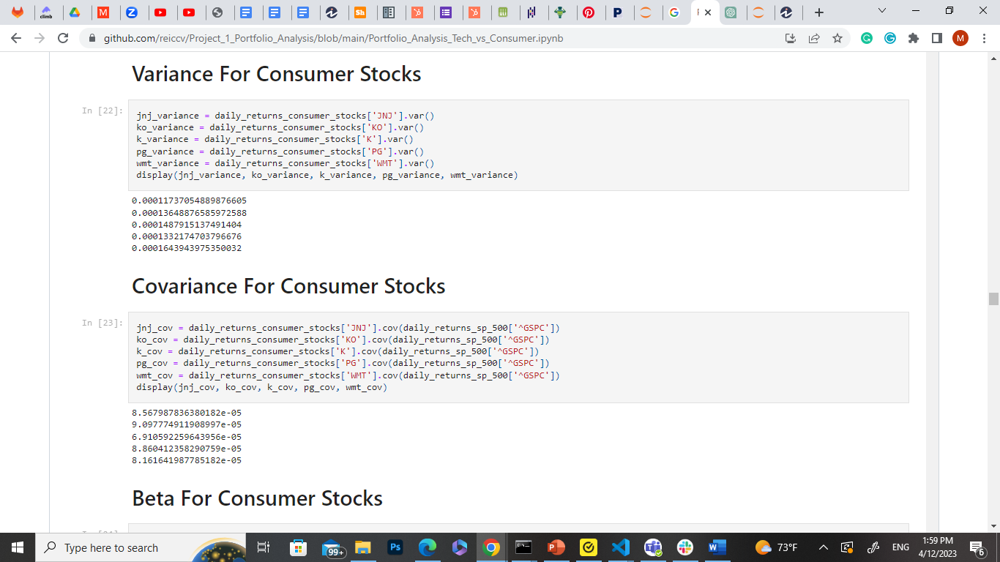 climb
github.com/reiccv/Project_1_Portfolio_Analysis/blob/main/Portfolio_Analysis_Tech_vs_Consumer.ipynb
Variance For Consumer Stocks
In [22]:
jnj_variance = daily_returns_consumer_stocks['JNJ'].var()
ko_variance = daily_returns_consumer_stocks['KO'].var()
k_variance = daily_returns_consumer_stocks['K'].var()
pg_variance = daily_returns_consumer_stocks['PG'].var()
wmt_variance = daily_returns_consumer_stocks['WMT'].var()
display(jnj_variance, ko_variance, k_variance, pg_variance, wmt_variance)
0.00011737054889876605
0.00013648876585972588
0.0001487915137491404
0.0001332174703796676
0.0001643943975350032
Covariance For Consumer Stocks
In [23]:
jnj_cov = daily_returns_consumer_stocks['JNJ'].cov(daily_returns_sp_500['^GSPC'])
ko_cov = daily_returns_consumer_stocks['KO'].cov(daily_returns_sp_500['^GSPC'])
k_cov = daily_returns_consumer_stocks['K'].cov(daily_returns_sp_500['^GSPC'])
pg_cov = daily_returns_consumer_stocks['PG'].cov(daily_returns_sp_500['^GSPC'])
wmt_cov = daily_returns_consumer_stocks['WMT'].cov(daily_returns_sp_500['^GSPC'])
display(jnj_cov, ko_cov, k_cov, pg_cov, wmt_cov)
8.567987836380182e-05
9.097774911908997e-05
6.910592259643956e-05
8.860412358290759e-05
8.161641987785182e-05
Beta For Consumer Stocks
Type here to search
99+
73°F
ENG
1:59 PM
4/12/2023
6